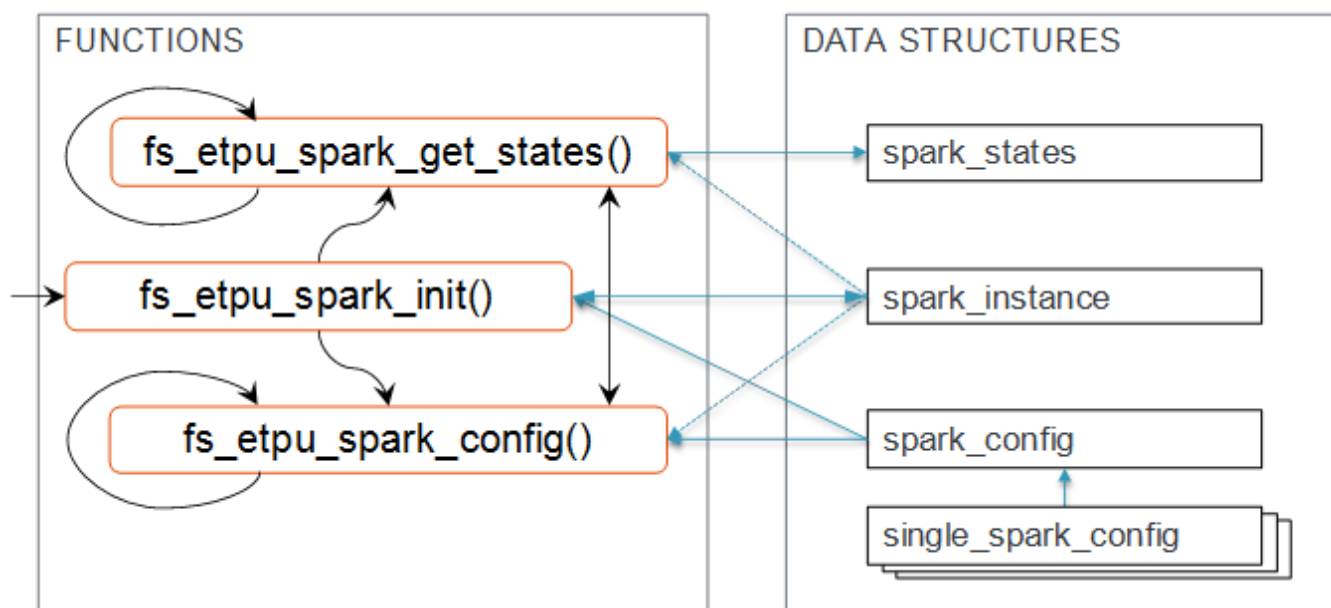 FUNCTIONS
fs_etpu_spark_get_states()
fs_etpu_spark_init()
fs_etpu_spark_config()
DATA STRUCTURES
spark_states
spark_instance
spark_config
single_spark_config